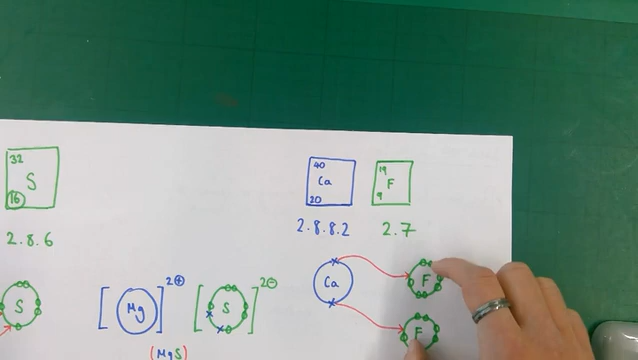 32
S
16
2.8.6
40
Ca
20
2.8.8.2
19
F
9
2.7
S
[Mg]2+
[S]2-
(MgS)
Ca
F
F